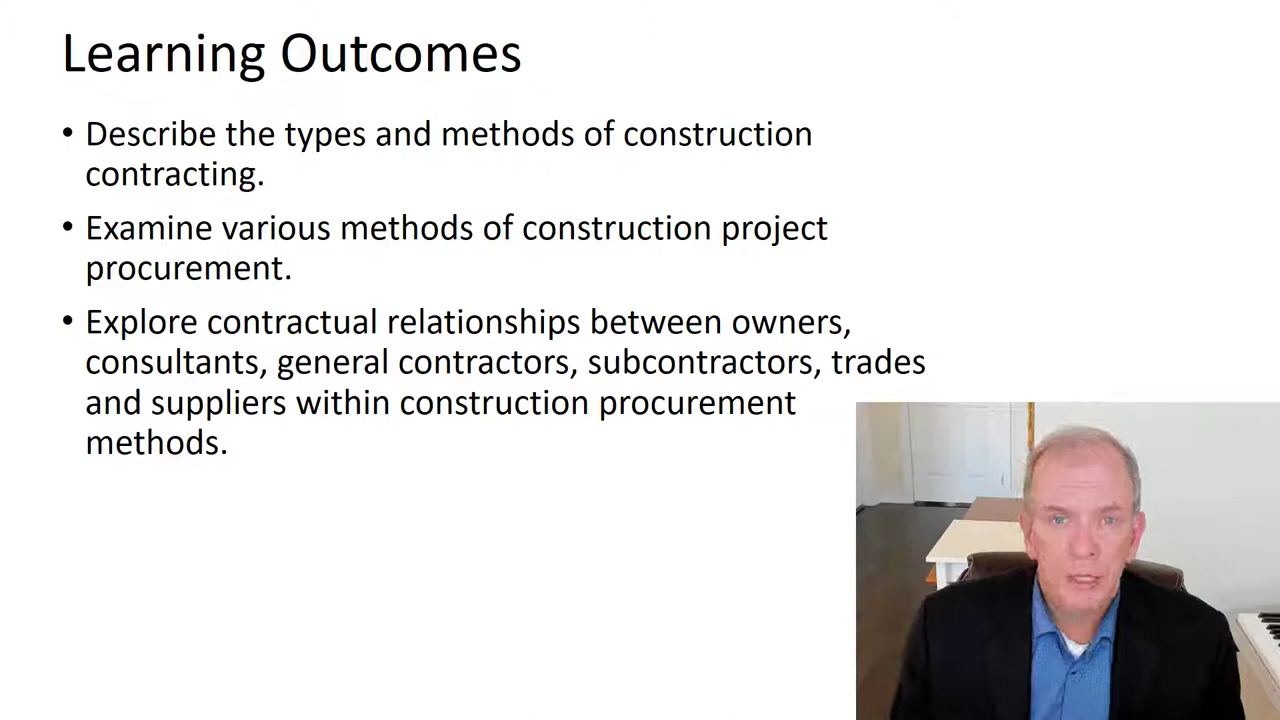 Learning Outcomes
• Describe the types and methods of construction
contracting.
• Examine various methods of construction project
procurement.
• Explore contractual relationships between owners,
consultants, general contractors, subcontractors, trades
and suppliers within construction procurement
methods.